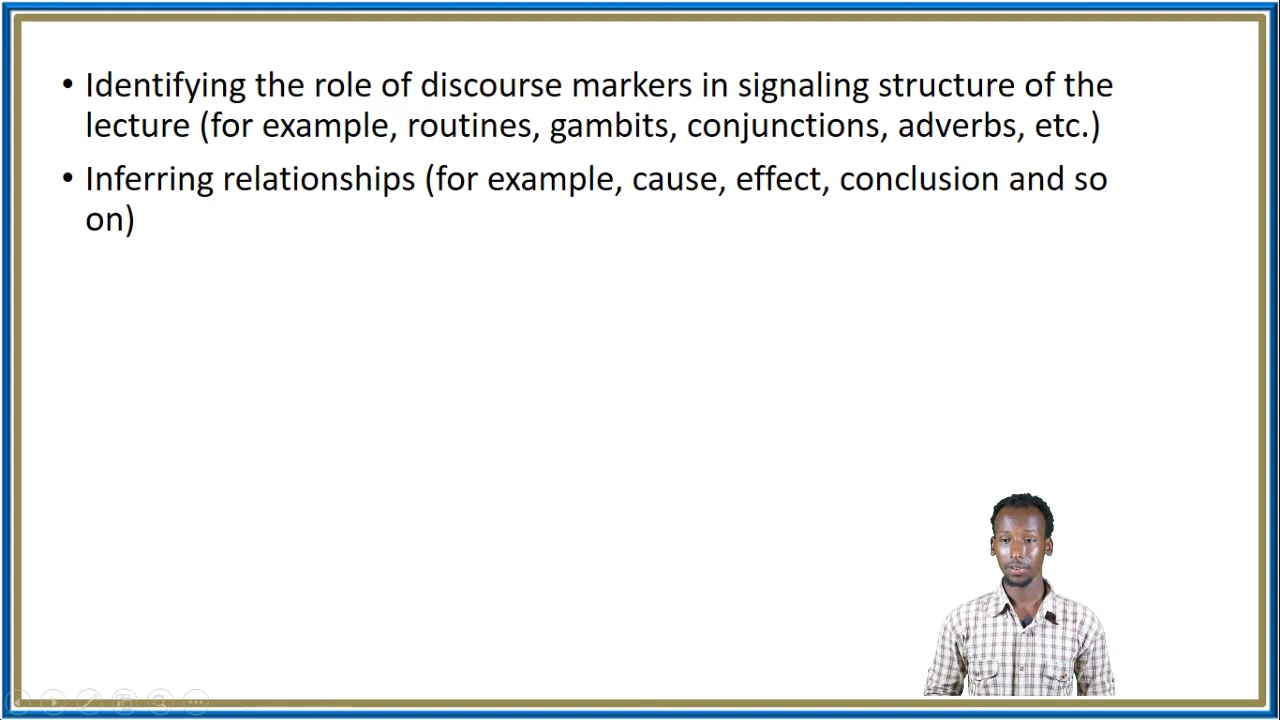 • Identifying the role of discourse markers in signaling structure of the
lecture (for example, routines, gambits, conjunctions, adverbs, etc.)
• Inferring relationships (for example, cause, effect, conclusion and so
on)